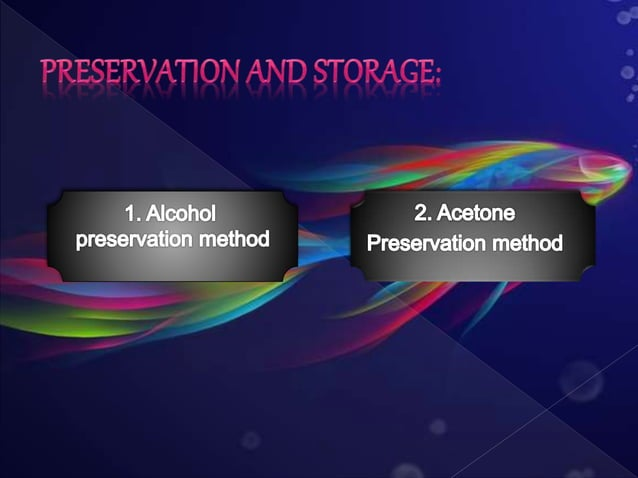 PRESERVATION AND STORAGE:
1. Alcohol
preservation method
2. Acetone
Preservation method